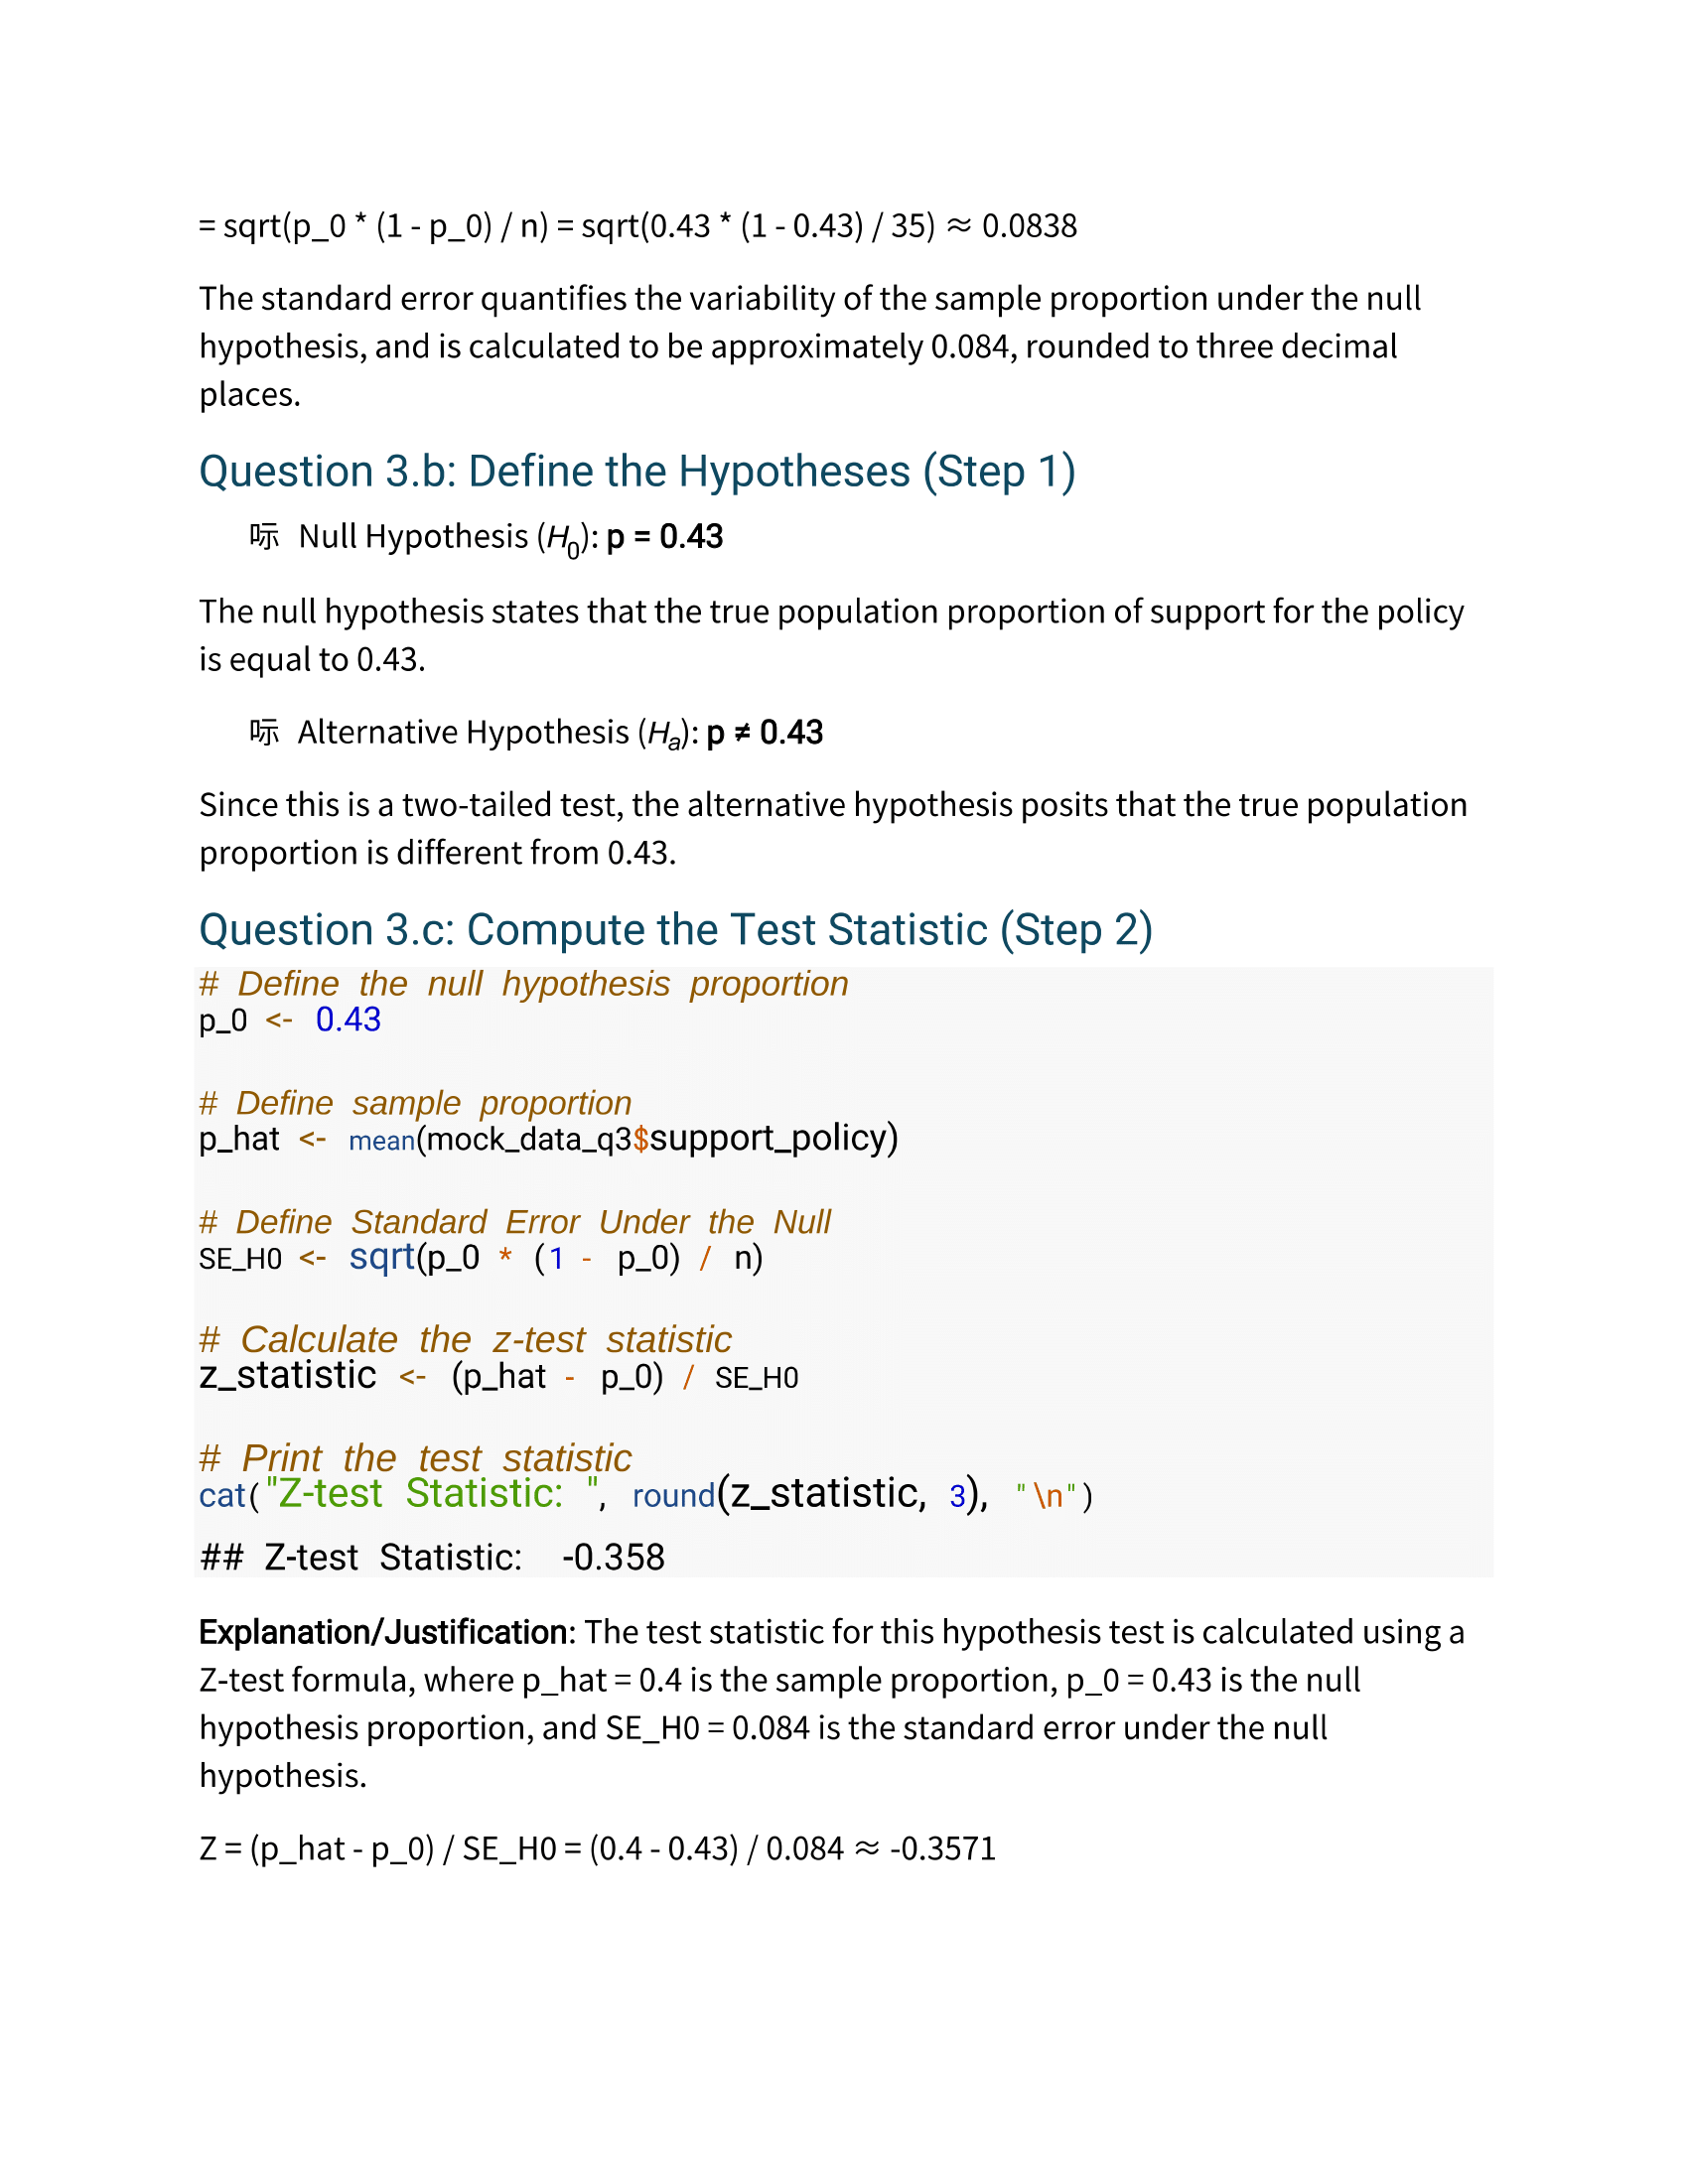 = sqrt(p_0 * (1 - p_0) / n) = sqrt(0.43 * (1 - 0.43) / 35) ≈ 0.0838
The standard error quantifies the variability of the sample proportion under the null
hypothesis, and is calculated to be approximately 0.084, rounded to three decimal
places.
Question 3.b: Define the Hypotheses (Step 1)
Null Hypothesis (H0): p = 0.43
The null hypothesis states that the true population proportion of support for the policy
is equal to 0.43.
Alternative Hypothesis (Ha): p ≠ 0.43
Since this is a two-tailed test, the alternative hypothesis posits that the true population
proportion is different from 0.43.
Question 3.c: Compute the Test Statistic (Step 2)
# Define the null hypothesis proportion
p_0 <- 0.43
# Define sample proportion
p_hat <- mean(mock_data_q3$support_policy)
# Define Standard Error Under the Null
SE_H0 <- sqrt(p_0 * (1 - p_0) / n)
# Calculate the z-test statistic
z_statistic <- (p_hat - p_0) / SE_H0
# Print the test statistic
cat("Z-test Statistic: ", round(z_statistic, 3), "\n")
## Z-test Statistic:  -0.358
Explanation/Justification: The test statistic for this hypothesis test is calculated using a
Z-test formula, where p_hat = 0.4 is the sample proportion, p_0 = 0.43 is the null
hypothesis proportion, and SE_H0 = 0.084 is the standard error under the null
hypothesis.
Z = (p_hat - p_0) / SE_H0 = (0.4 - 0.43) / 0.084 ≈ -0.3571